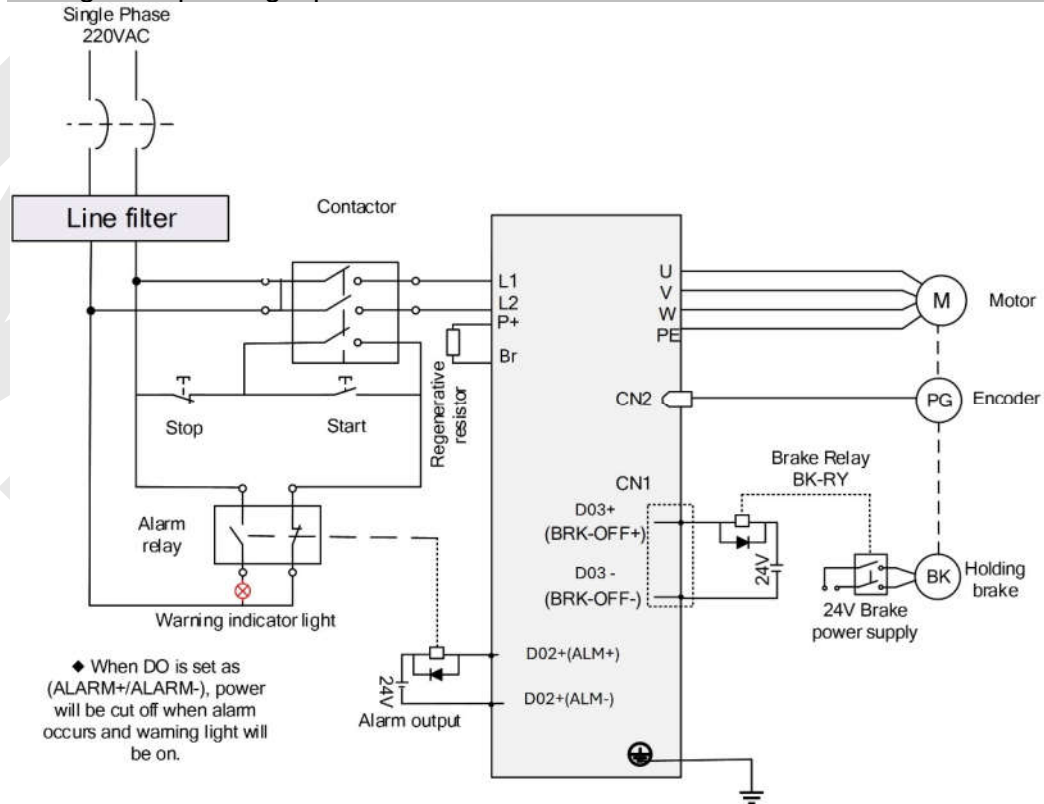 Single Phase
220VAC
Line filter
Contactor
L1
L2
P+
Br
U
V
W
PE
M
Motor
Regenerative
resistor
Stop
Start
CN2
PG
Encoder
Brake Relay
BK-RY
CN1
D03+
(BRK-OFF+)
24V
D03 -
(BRK-OFF-)
BK
Holding
brake
24V Brake
power supply
Alarm
relay
Warning indicator light
◆ When DO is set as
(ALARM+/ALARM-), power
will be cut off when alarm
occurs and warning light will
be on.
24V
Alarm output
D02+(ALM+)
D02+(ALM-)